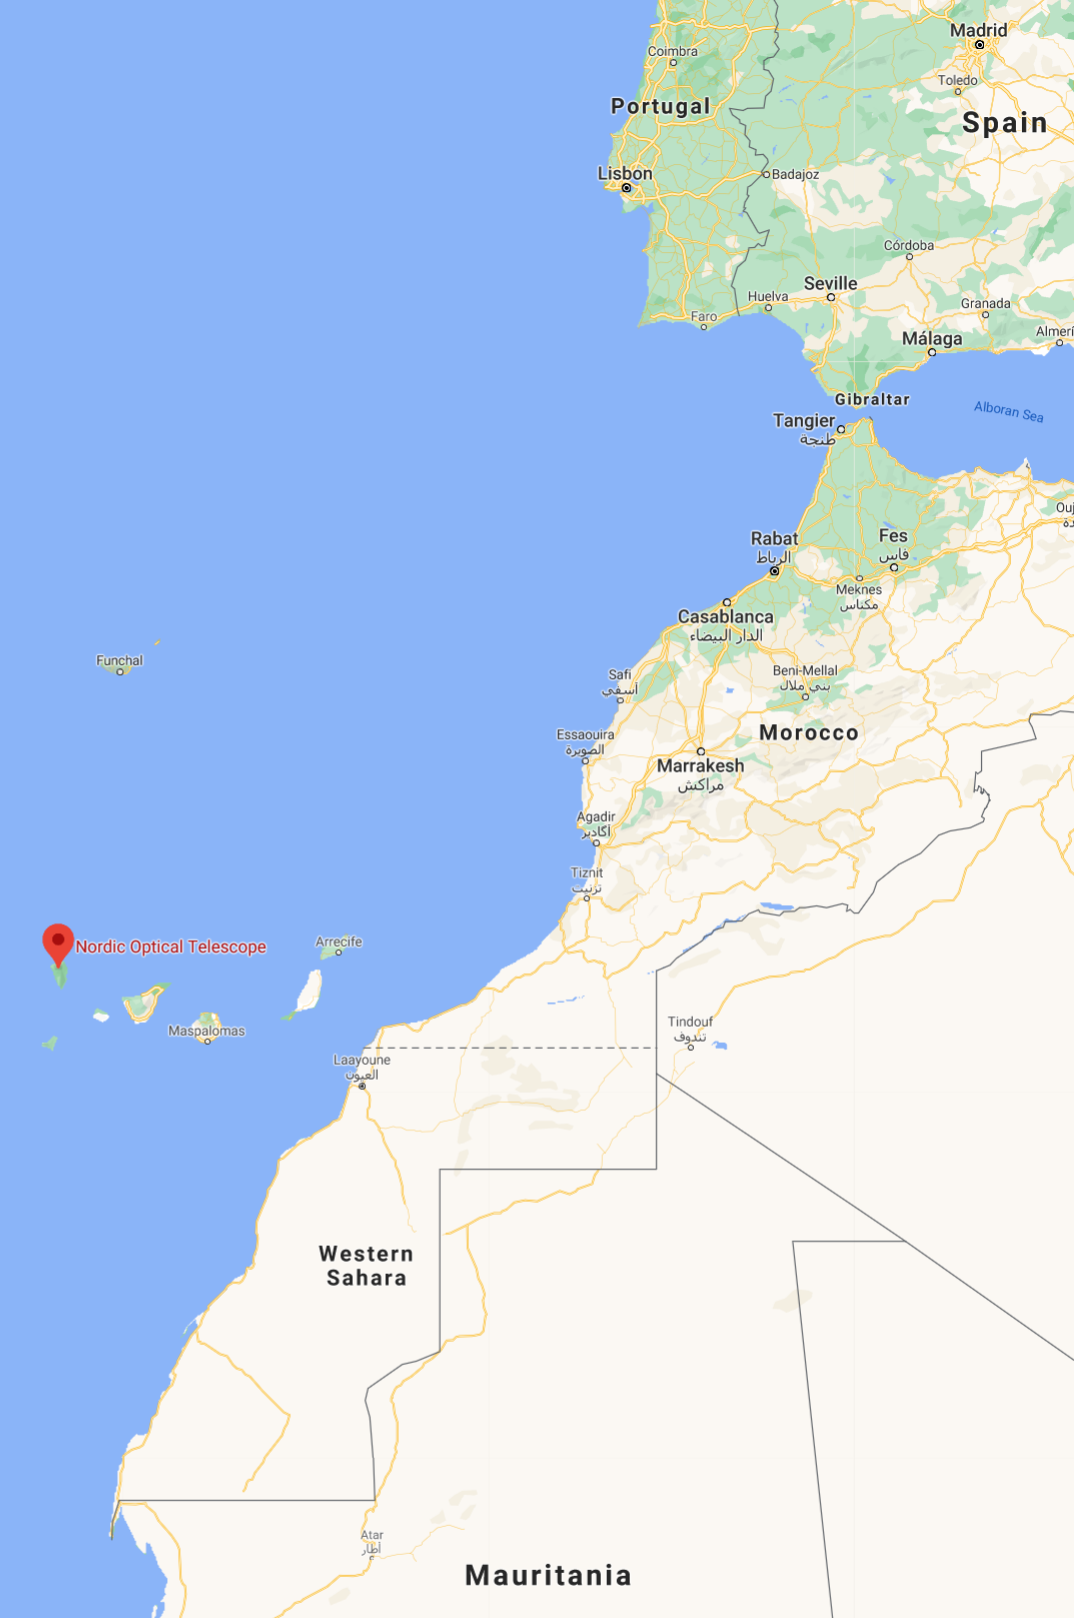 Madrid
Coimbra
Toledo
Portugal
Spain
Lisbon
Badajoz
Córdoba
Seville
Huelva
Granada
Faro
Málaga
Almerí
Gibraltar
Alboran Sea
Tangier
طنجة
Ouj
دة
Rabat
الرباط
Fes
فاس
Meknes
مكناس
Casablanca
الدار البيضاء
Funchal
Safi
أسفي
Beni-Mellal
بني ملال
Essaouira
الصويرة
Morocco
Marrakesh
مراكش
Agadir
أكادير
Tiznit
تزنيت
Nordic Optical Telescope
Arrecife
Maspalomas
Tindouf
تندوف
Laayoune
العيون
Western
Sahara
Atar
أطار
Mauritania